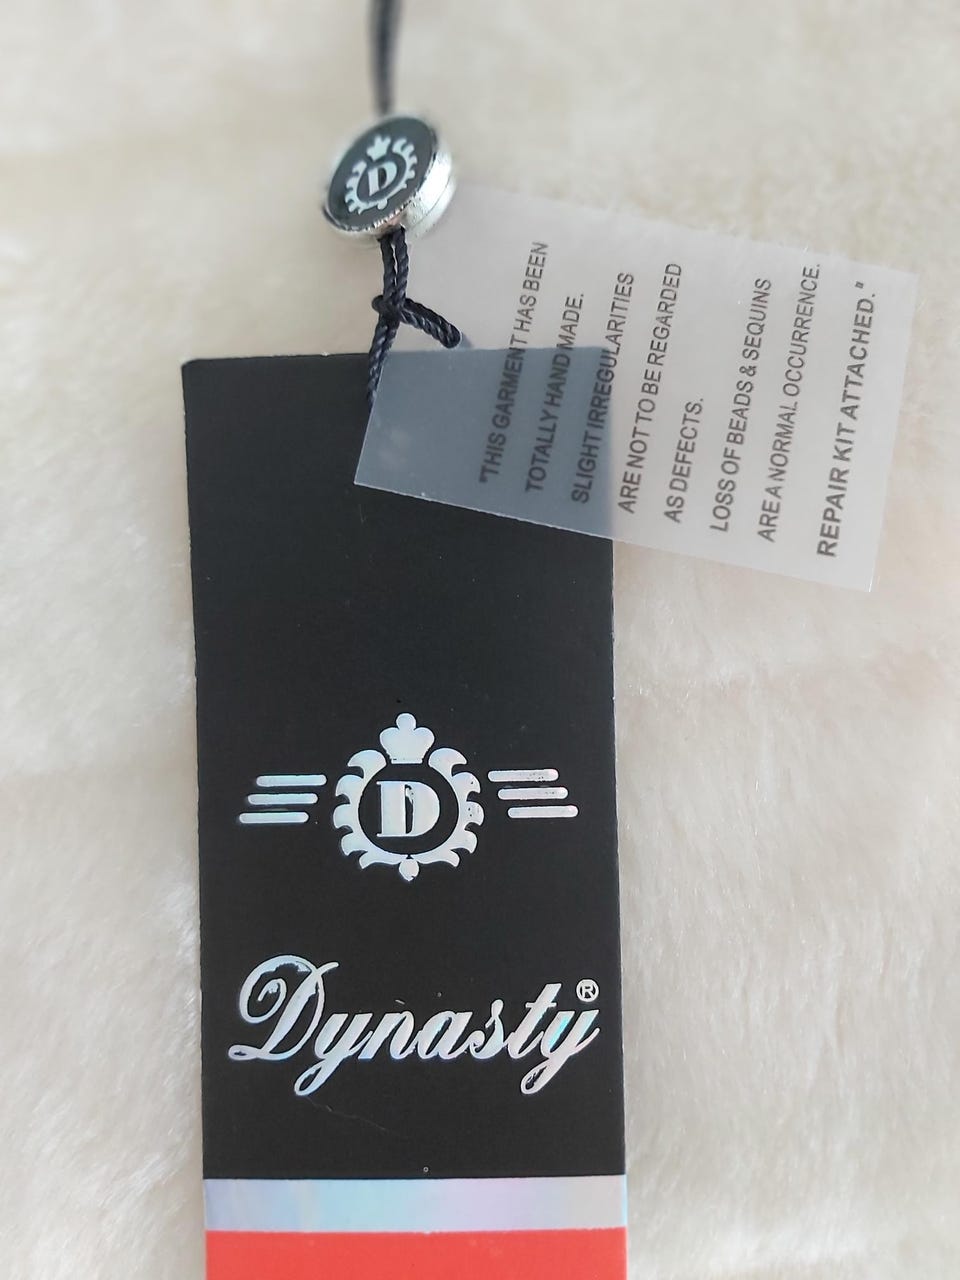 D
"THIS GARMENT HAS BEEN
TOTALLY HAND MADE.
SLIGHT IRREGULARITIES
ARE NOT TO BE REGARDED
AS DEFECTS.
LOSS OF BEADS & SEQUINS
ARE A NORMAL OCCURRENCE.
REPAIR KIT ATTACHED."
D
Dynasty®